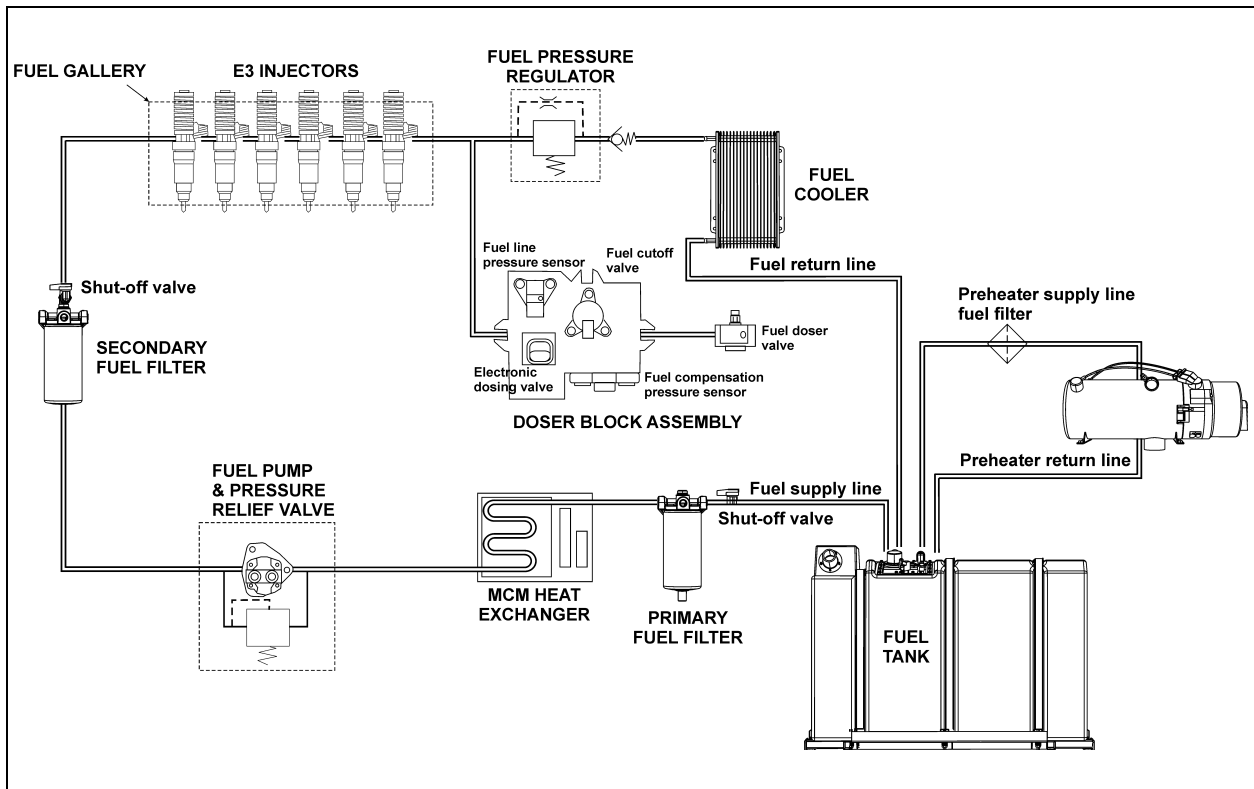 FUEL GALLERY
E3 INJECTORS
FUEL PRESSURE
REGULATOR
FUEL
COOLER
Fuel line
pressure sensor
Fuel cutoff
valve
Fuel return line
Shut-off valve
Preheater supply line
fuel filter
SECONDARY
FUEL FILTER
Fuel doser
valve
Electronic
dosing valve
Fuel compensation
pressure sensor
DOSER BLOCK ASSEMBLY
FUEL PUMP
& PRESSURE
RELIEF VALVE
Preheater return line
Fuel supply line
Shut-off valve
MCM HEAT
EXCHANGER
PRIMARY
FUEL FILTER
FUEL
TANK